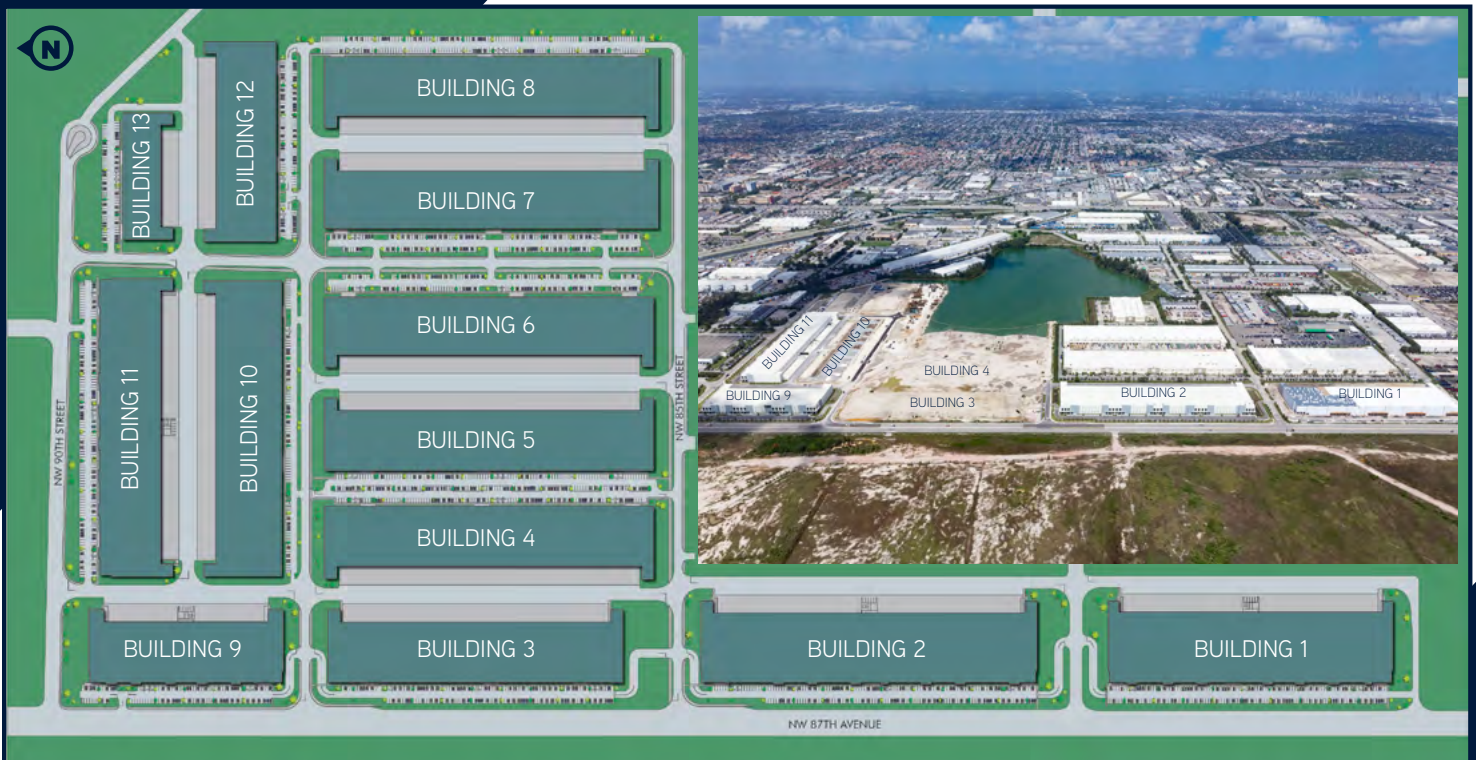 N
BUILDING 8
BUILDING 12
BUILDING 13
BUILDING 7
BUILDING 6
BUILDING 11
BUILDING 10
BUILDING 5
BUILDING 4
NW 90TH STREET
NW 85TH STREET
BUILDING 9
BUILDING 3
BUILDING 2
BUILDING 1
NW 87TH AVENUE
BUILDING 11
BUILDING 10
BUILDING 4
BUILDING 9
BUILDING 3
BUILDING 2
BUILDING 1